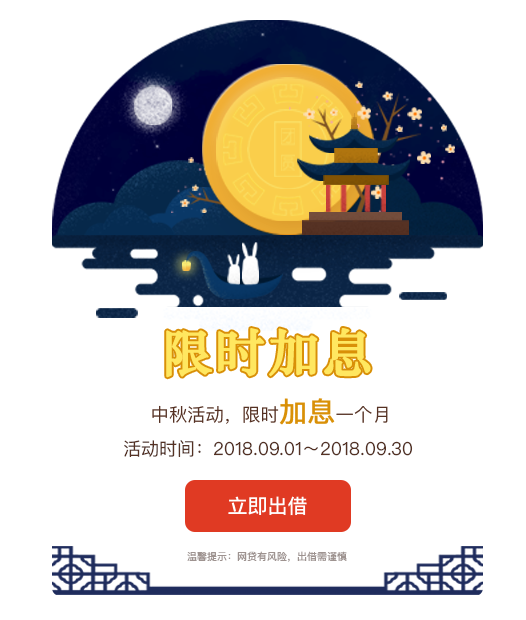 限时加息
中秋活动，限时加息一个月
活动时间：2018.09.01～2018.09.30
立即出借
温馨提示：网贷有风险，出借需谨慎